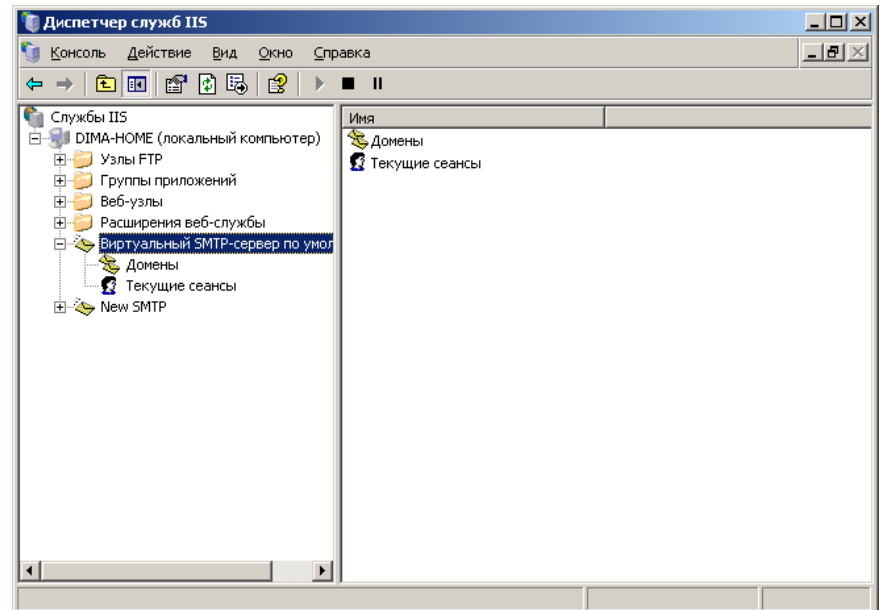 Диспетчер служб IIS
Консоль Действие Вид Окно Справка
Службы IIS
DIMA-HOME (локальный компьютер)
Узлы FTP
Группы приложений
Веб-узлы
Расширения веб-службы
Виртуальный SMTP-сервер по умол
Домены
Текущие сеансы
New SMTP
Имя
Домены
Текущие сеансы